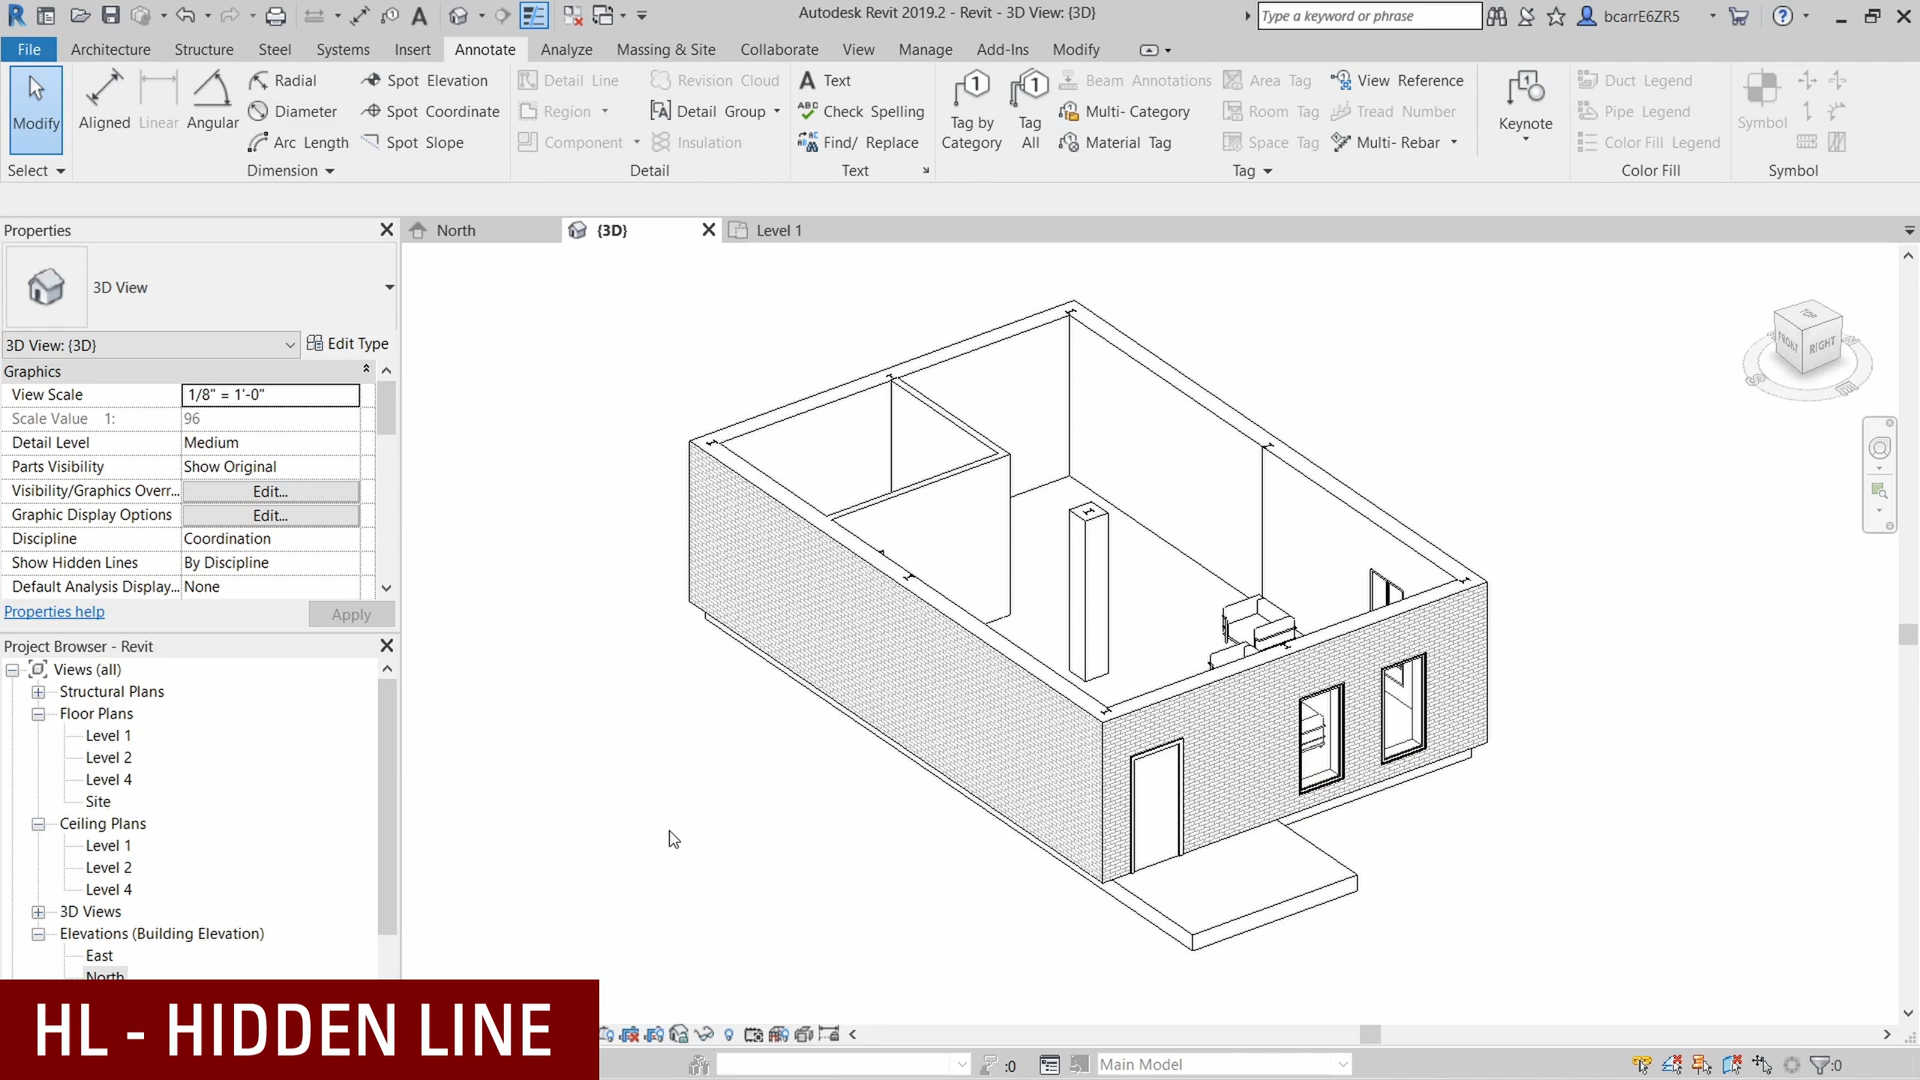 Autodesk Revit 2019.2 - Revit - 3D View: {3D}
Type a keyword or phrase
bcarrE6ZR5
File
Architecture
Structure
Steel
Systems
Insert
Annotate
Analyze
Massing & Site
Collaborate
View
Manage
Add-Ins
Modify
Modify
Select
Aligned
Linear
Angular
Radial
Diameter
Arc Length
Spot Elevation
Spot Coordinate
Spot Slope
Dimension
Detail Line
Region
Component
Revision Cloud
Detail Group
Insulation
Detail
A Text
ABC Check Spelling
Find/ Replace
Text
Tag by
Category
Tag
All
Beam Annotations
Multi- Category
Material Tag
Area Tag
Room Tag
Space Tag
View Reference
Tread Number
Multi- Rebar
Tag
Keynote
Duct Legend
Pipe Legend
Color Fill Legend
Color Fill
Symbol
Symbol
Properties
North
{3D}
Level 1
3D View
3D View: {3D}
Edit Type
Graphics
View Scale
1/8" = 1'-0"
Scale Value 1:
96
Detail Level
Medium
Parts Visibility
Show Original
Visibility/Graphics Overr...
Edit...
Graphic Display Options
Edit...
Discipline
Coordination
Show Hidden Lines
By Discipline
Default Analysis Display...
None
Properties help
Apply
Project Browser - Revit
Views (all)
Structural Plans
Floor Plans
Level 1
Level 2
Level 4
Site
Ceiling Plans
Level 1
Level 2
Level 4
3D Views
Elevations (Building Elevation)
East
North
TOP
FRONT
RIGHT
HL - HIDDEN LINE
:0
Main Model
:0